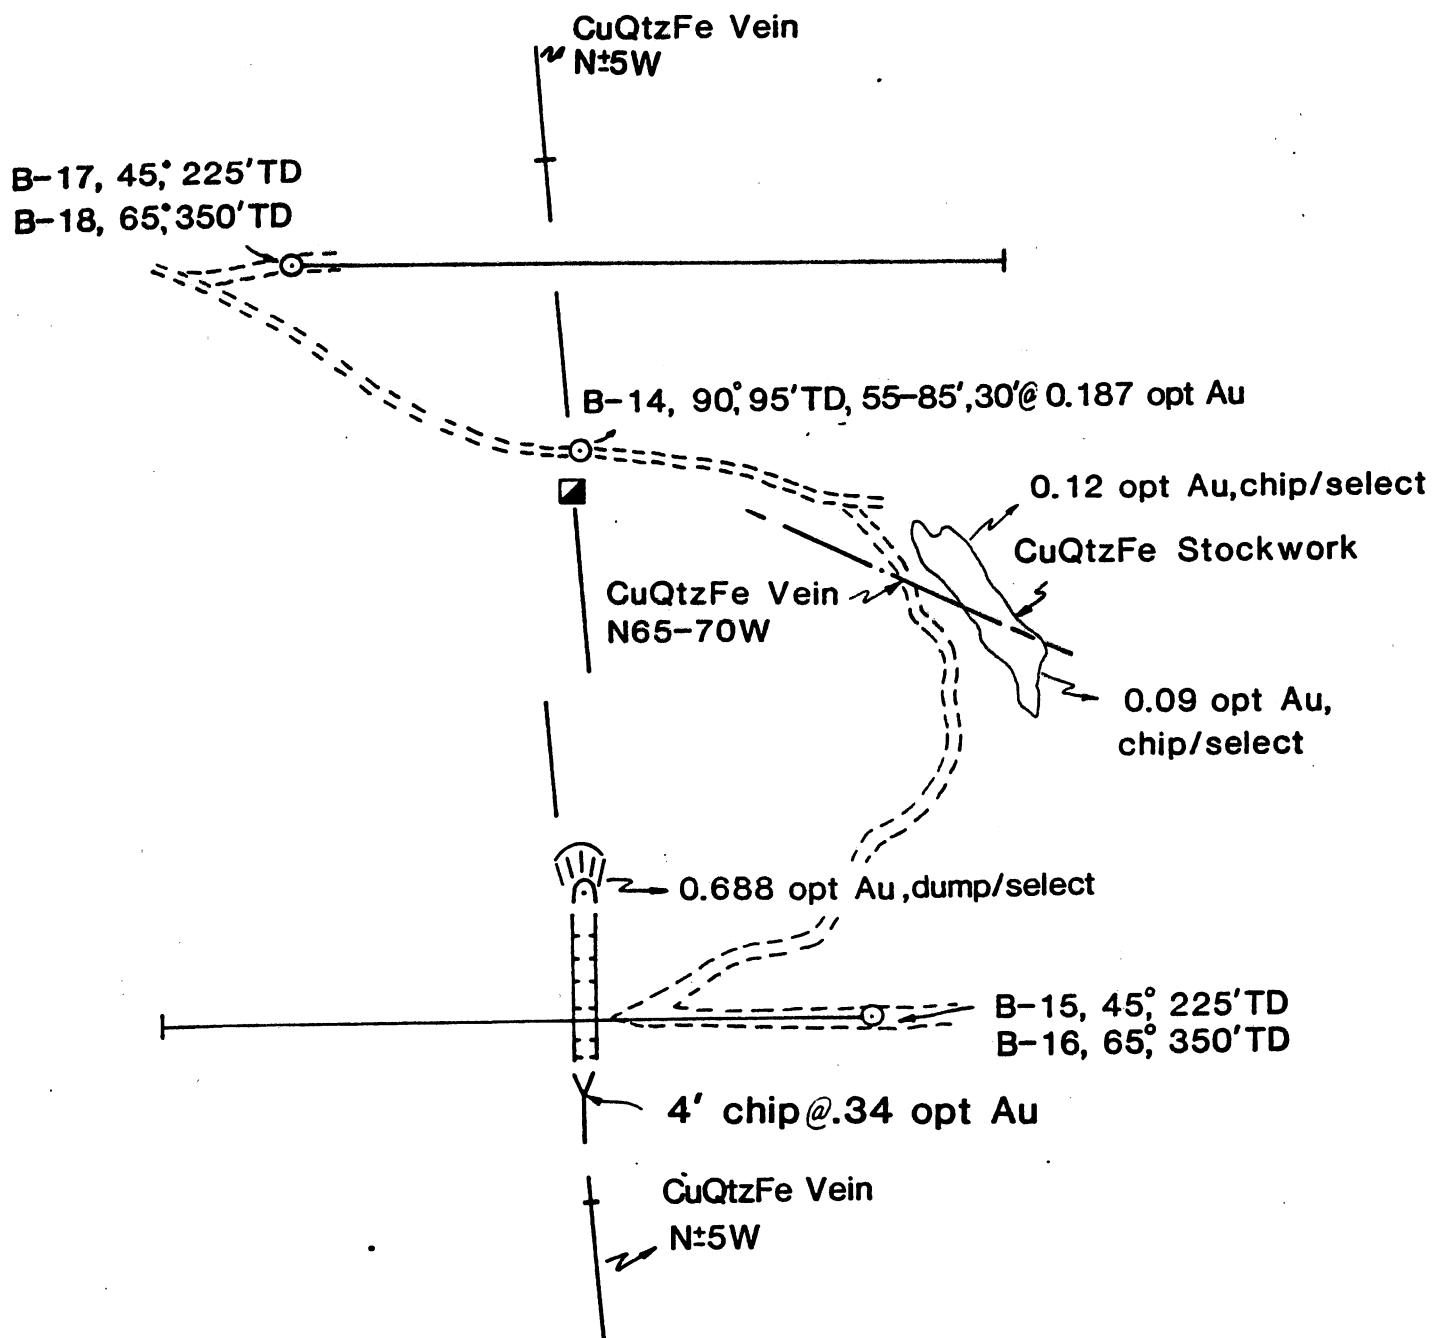 CuQtzFe Vein
N±5W
B-17, 45°, 225'TD
B-18, 65°, 350'TD
B-14, 90°, 95'TD, 55-85', 30'@ 0.187 opt Au
0.12 opt Au, chip/select
CuQtzFe Stockwork
CuQtzFe Vein
N65-70W
0.09 opt Au,
chip/select
0.688 opt Au, dump/select
B-15, 45°, 225'TD
B-16, 65°, 350'TD
4' chip@.34 opt Au
CuQtzFe Vein
N±5W